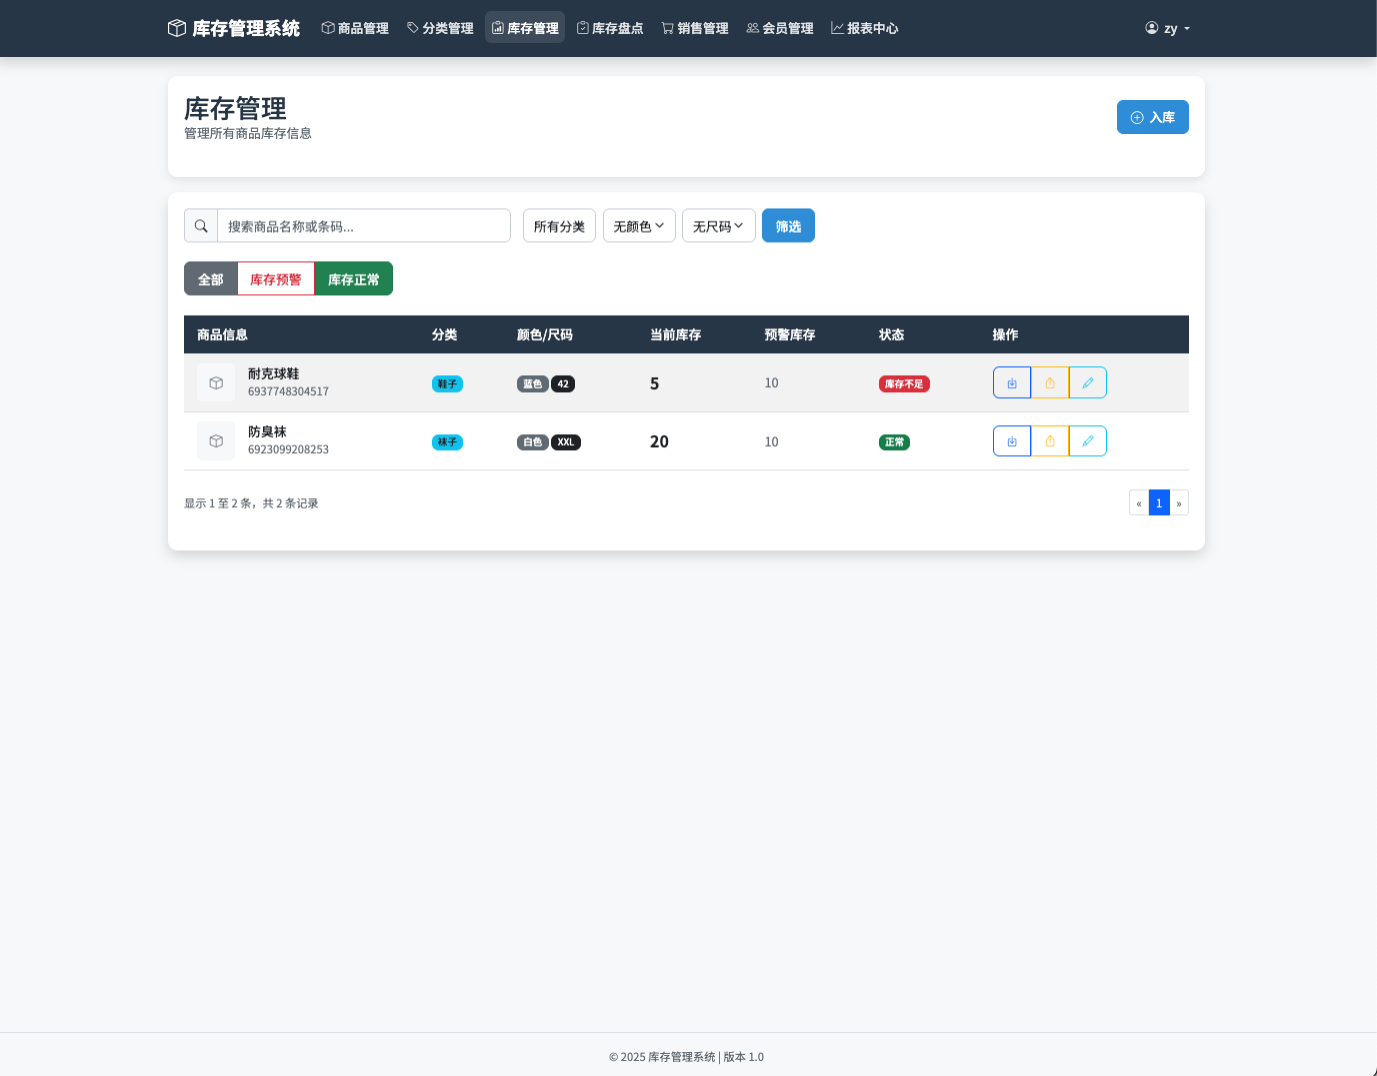 库存管理系统 商品管理 分类管理 库存管理 库存盘点 销售管理 会员管理 报表中心 zy
库存管理
管理所有商品库存信息
入库
搜索商品名称或条码... 所有分类 无颜色 无尺码 筛选
全部 库存预警 库存正常
商品信息 分类 颜色/尺码 当前库存 预警库存 状态 操作
耐克球鞋
6937748304517
鞋子 蓝色 42 5 10 库存不足
防臭袜
6923099208253
袜子 白色 XXL 20 10 正常
显示 1 至 2 条，共 2 条记录 « 1 »
© 2025 库存管理系统 | 版本 1.0